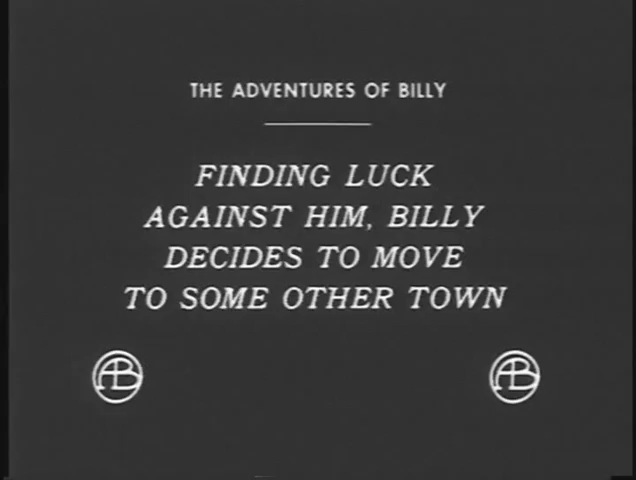 THE ADVENTURES OF BILLY
FINDING LUCK
AGAINST HIM, BILLY
DECIDES TO MOVE
TO SOME OTHER TOWN
AB AB